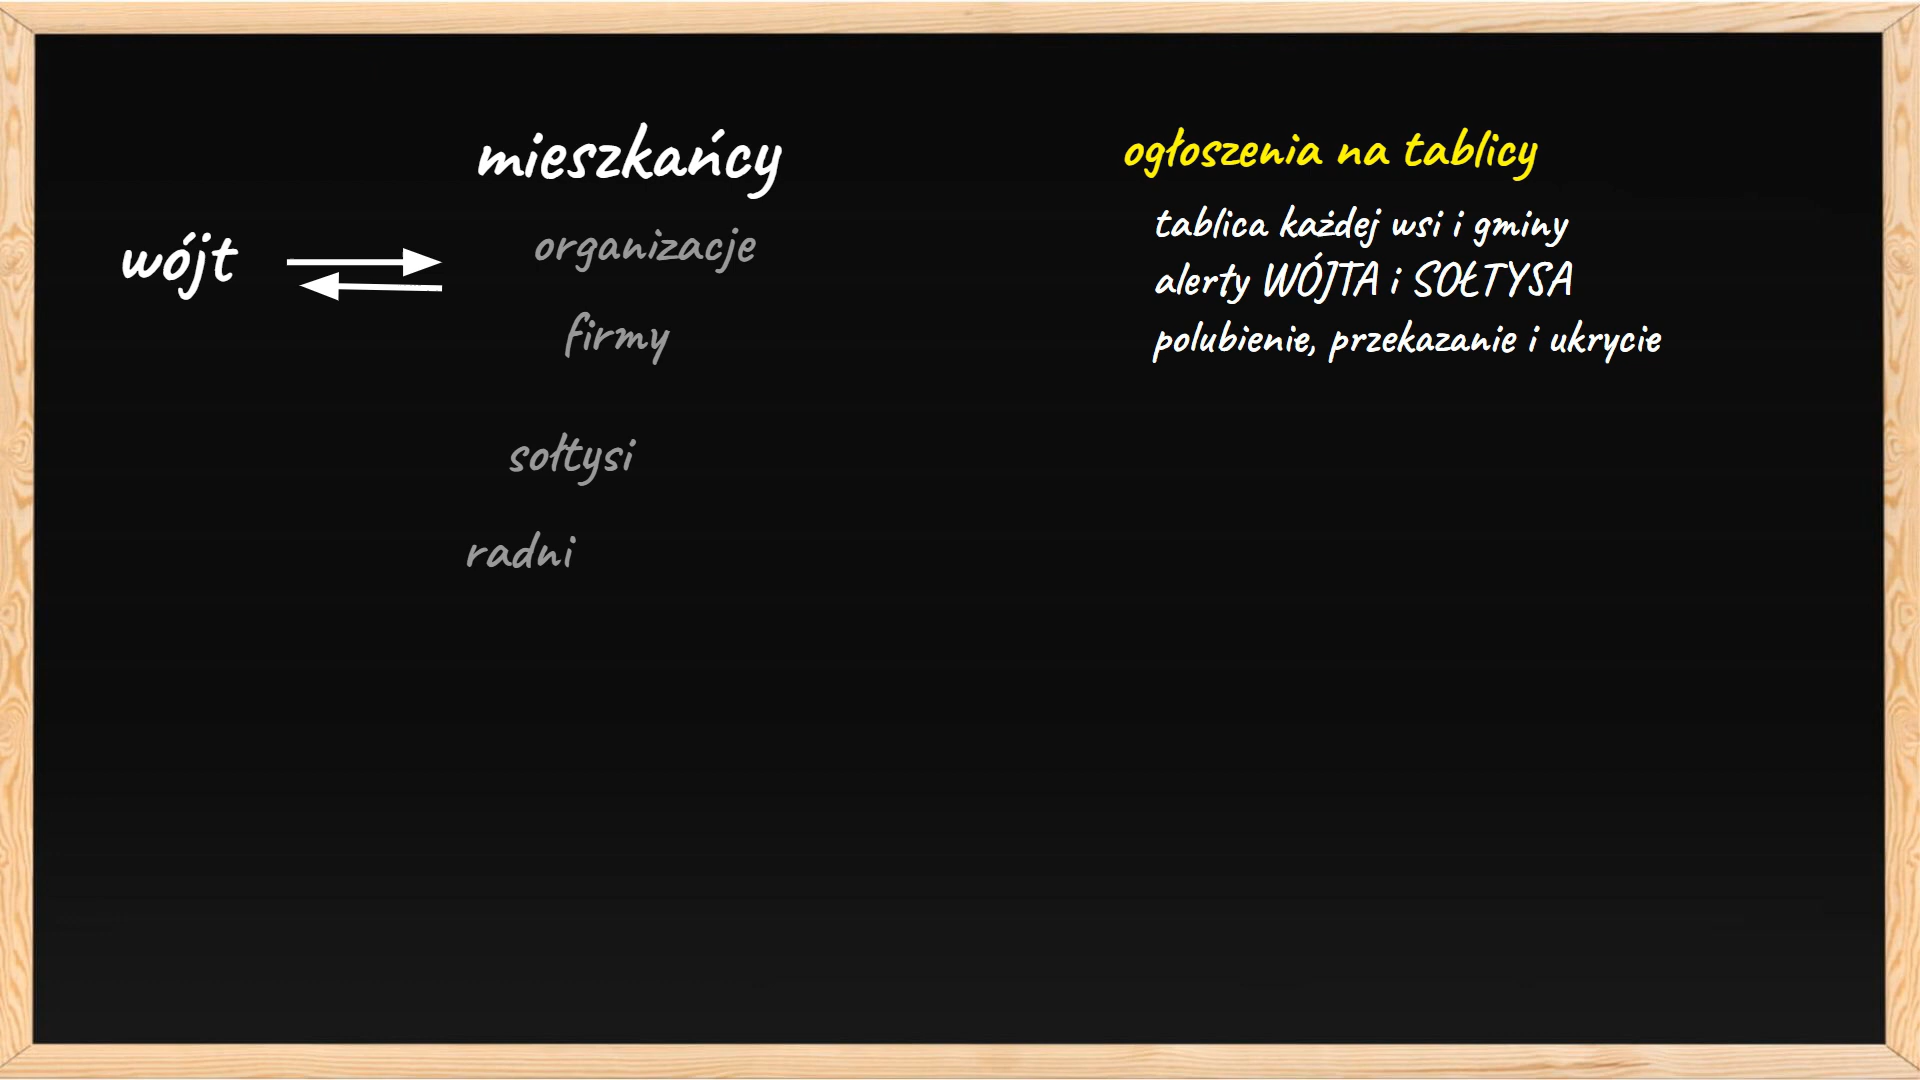 mieszkańcy
wójt
organizacje
firmy
sołtysi
radni
ogłoszenia na tablicy
tablica każdej wsi i gminy
alerty WÓJTA i SOŁTYSA
polubienie, przekazanie i ukrycie